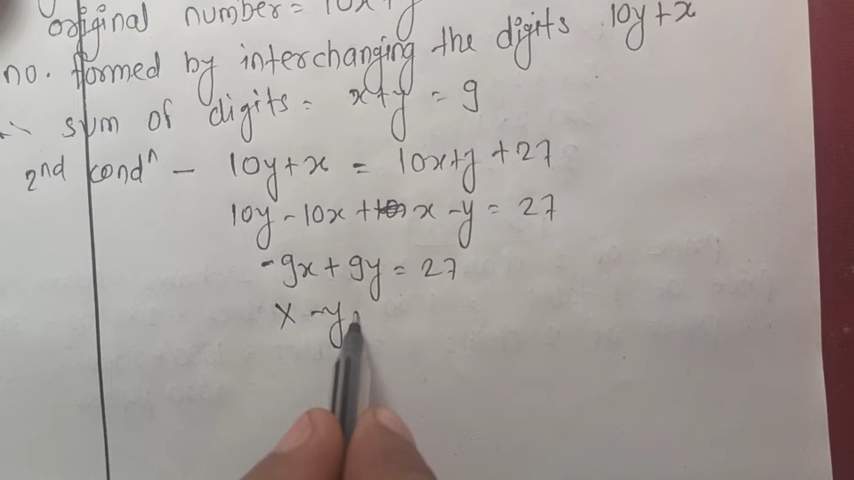 original number = 10x+y
no. formed by interchanging the digits 10y+x
sum of digits = x+y = 9
2nd condⁿ - 10y+x = 10x+y +27
10y-10x+x-y = 27
-9x+9y = 27
x-y